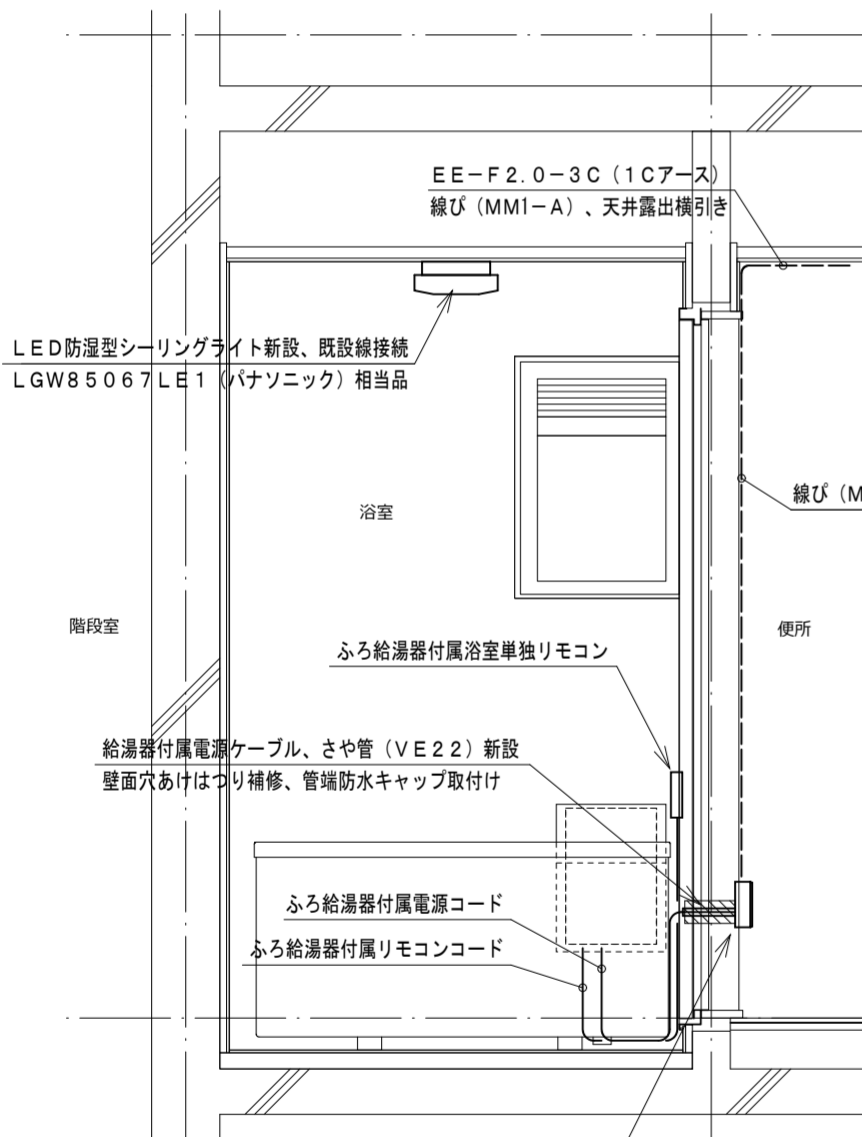 EE−F2.0−3C（1Cアース）
線ぴ（MM1−A）、天井露出横引き
LED防湿型シーリングライト新設、既設線接続
LGW85067LE1（パナソニック）相当品
線ぴ（M
浴室
階段室
便所
ふろ給湯器付属浴室単独リモコン
給湯器付属電源ケーブル、さや管（VE22）新設
壁面穴あけはつり補修、管端防水キャップ取付け
ふろ給湯器付属電源コード
ふろ給湯器付属リモコンコード